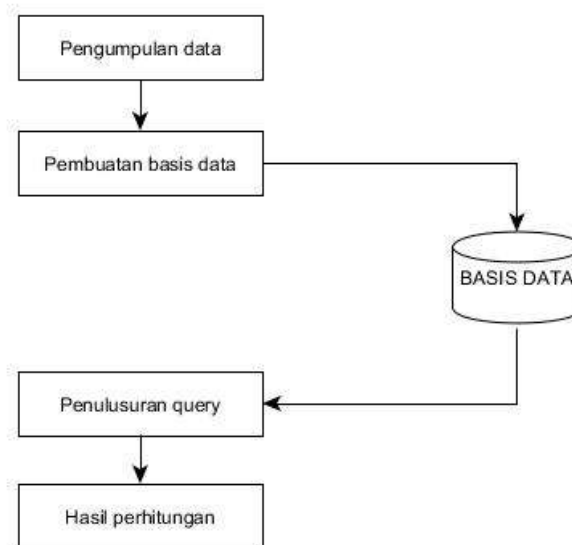 Pengumpulan data
Pembuatan basis data
BASIS DATA
Penulusuran query
Hasil perhitungan